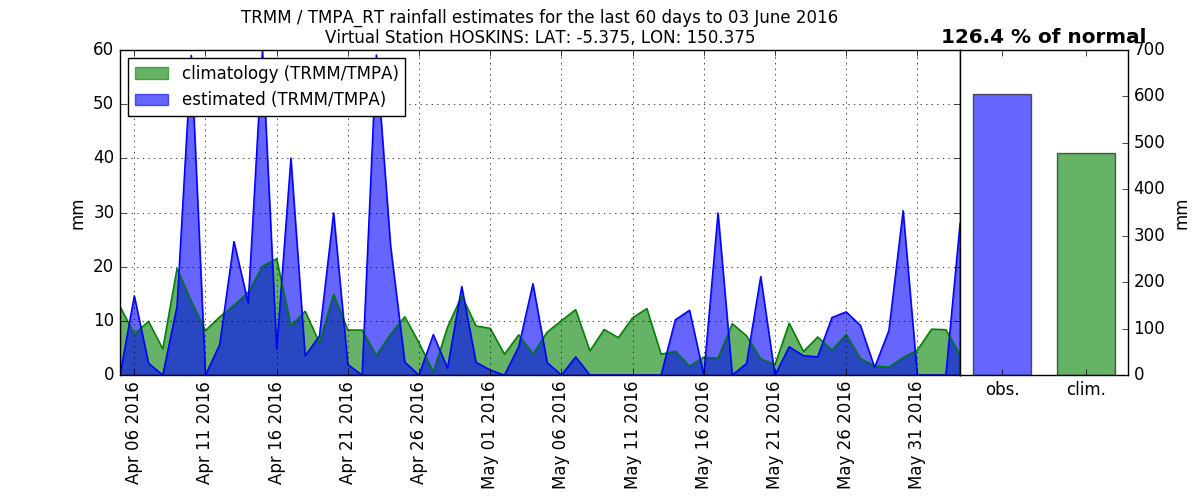 TRMM / TMPA_RT rainfall estimates for the last 60 days to 03 June 2016
Virtual Station HOSKINS: LAT: -5.375, LON: 150.375
126.4 % of normal
climatology (TRMM/TMPA)
estimated (TRMM/TMPA)
60
50
40
30
20
10
0
mm
Apr 06 2016
Apr 11 2016
Apr 16 2016
Apr 21 2016
Apr 26 2016
May 01 2016
May 06 2016
May 11 2016
May 16 2016
May 21 2016
May 26 2016
May 31 2016
obs.
clim.
700
600
500
400
300
200
100
0
mm